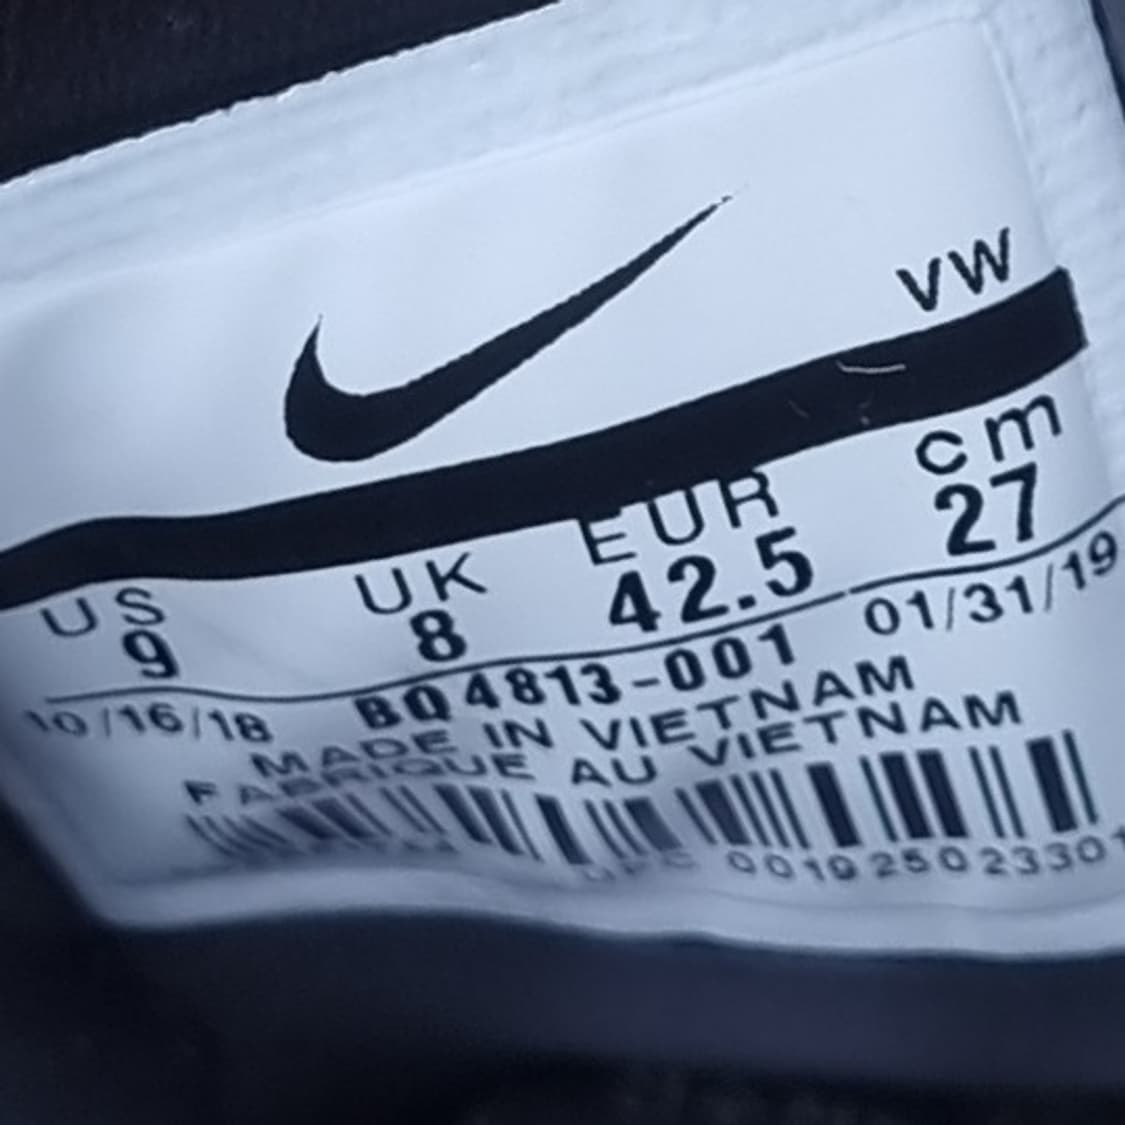 VW
US UK EUR cm
9 8 42.5 27
10/16/18 BQ4813-001 01/31/19
MADE IN VIETNAM
FABRIQUE AU VIETNAM
00192502330